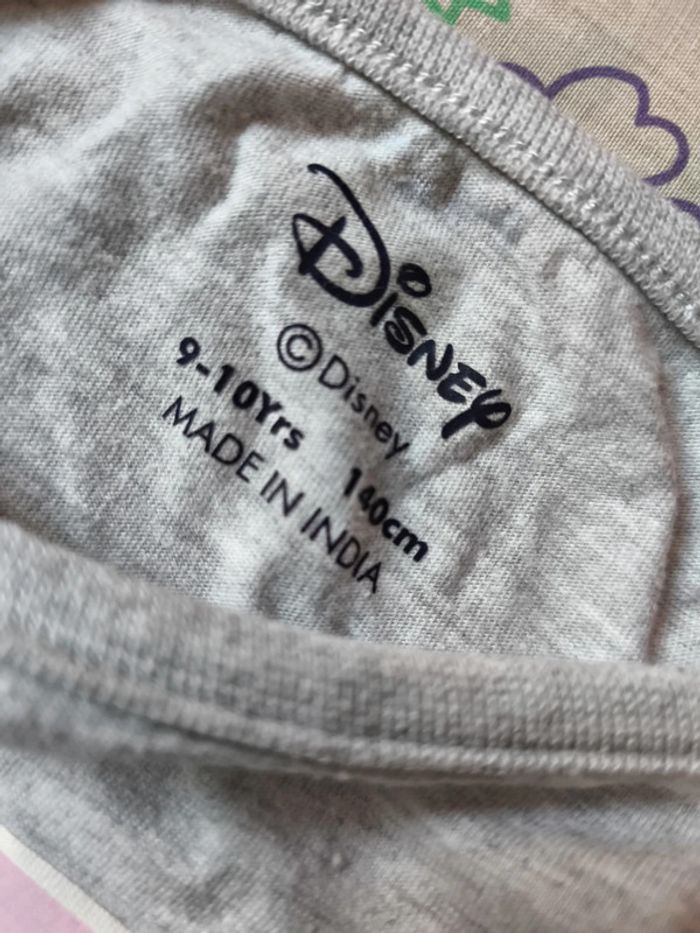 Disney
©Disney
9-10Yrs 140cm
MADE IN INDIA